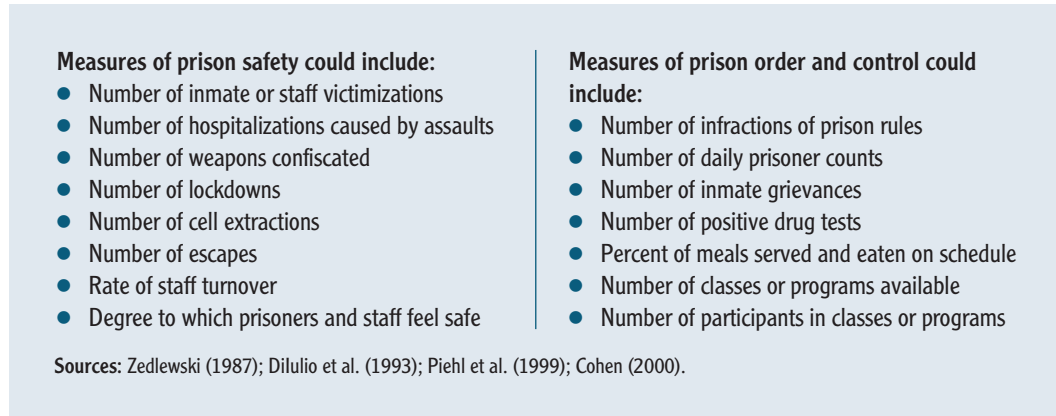 Measures of prison safety could include:
● Number of inmate or staff victimizations
● Number of hospitalizations caused by assaults
● Number of weapons confiscated
● Number of lockdowns
● Number of cell extractions
● Number of escapes
● Rate of staff turnover
● Degree to which prisoners and staff feel safe
Measures of prison order and control could
include:
● Number of infractions of prison rules
● Number of daily prisoner counts
● Number of inmate grievances
● Number of positive drug tests
● Percent of meals served and eaten on schedule
● Number of classes or programs available
● Number of participants in classes or programs
Sources: Zedlewski (1987); DiIulio et al. (1993); Piehl et al. (1999); Cohen (2000).